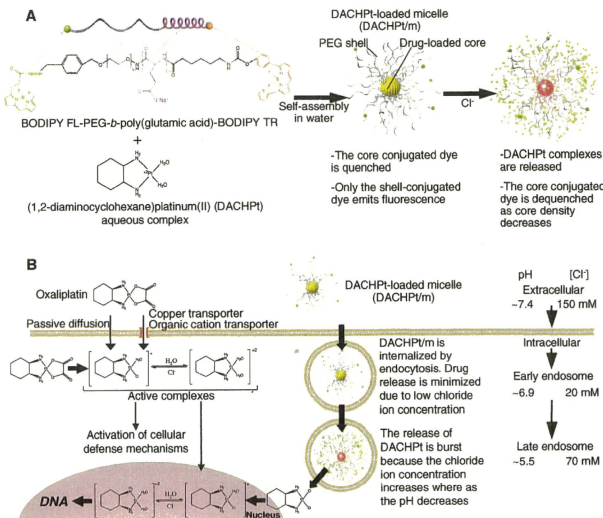 A
BODIPY FL-PEG-b-poly(glutamic acid)-BODIPY TR
+
(1,2-diaminocyclohexane)platinum(II) (DACHPt)
aqueous complex
Self-assembly
in water
DACHPt-loaded micelle
(DACHPt/m)
PEG shell
Drug-loaded core
-The core conjugated dye
is quenched
-Only the shell-conjugated
dye emits fluorescence
Cl-
-DACHPt complexes
are released
-The core conjugated
dye is dequenched
as core density
decreases
B
Oxaliplatin
Passive diffusion
Copper transporter
Organic cation transporter
H₂O
Cl-
Active complexes
Activation of cellular
defense mechanisms
DNA
H₂O
Cl
Nucleus
DACHPt-loaded micelle
(DACHPt/m)
DACHPt/m is
internalized by
endocytosis. Drug
release is minimized
due to low chloride
ion concentration
The release of
DACHPt is burst
because the chloride
ion concentration
increases where as
the pH decreases
pH [Cl-]
Extracellular
~7.4 150 mM
Intracellular
Early endosome
~6.9 20 mM
Late endosome
~5.5 70 mM